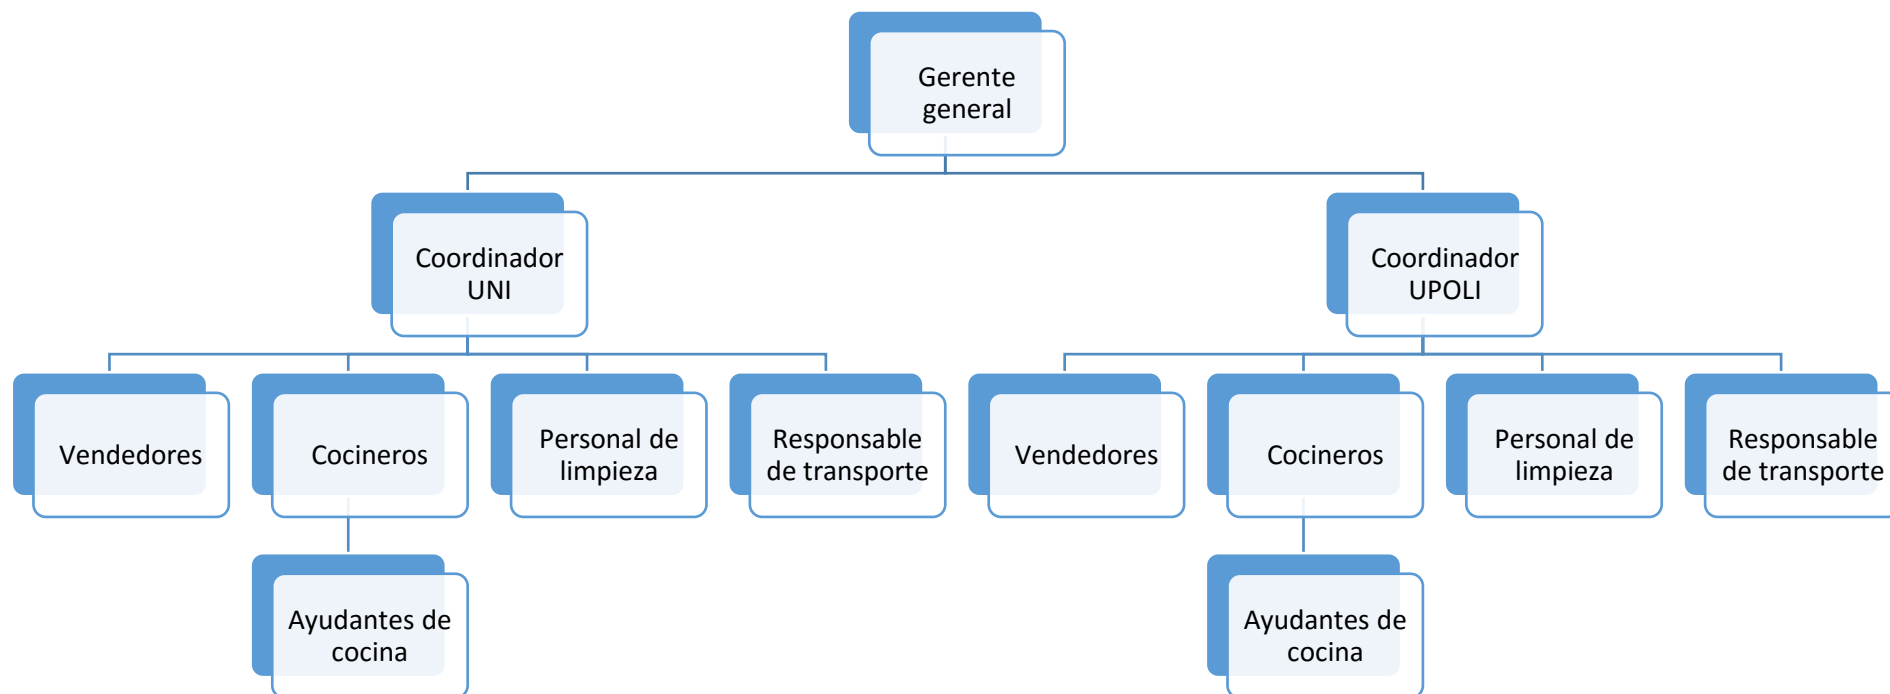 Gerente
general
Coordinador
UNI
Coordinador
UPOLI
Vendedores
Cocineros
Personal de
limpieza
Responsable
de transporte
Vendedores
Cocineros
Personal de
limpieza
Responsable
de transporte
Ayudantes de
cocina
Ayudantes de
cocina